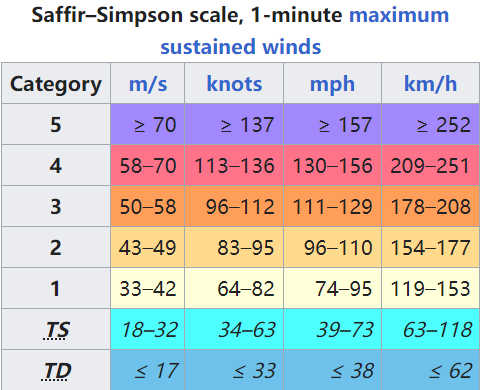 Saffir–Simpson scale, 1-minute maximum
sustained winds
Category m/s knots mph km/h
5 ≥ 70 ≥ 137 ≥ 157 ≥ 252
4 58–70 113–136 130–156 209–251
3 50–58 96–112 111–129 178–208
2 43–49 83–95 96–110 154–177
1 33–42 64–82 74–95 119–153
TS 18–32 34–63 39–73 63–118
TD ≤ 17 ≤ 33 ≤ 38 ≤ 62